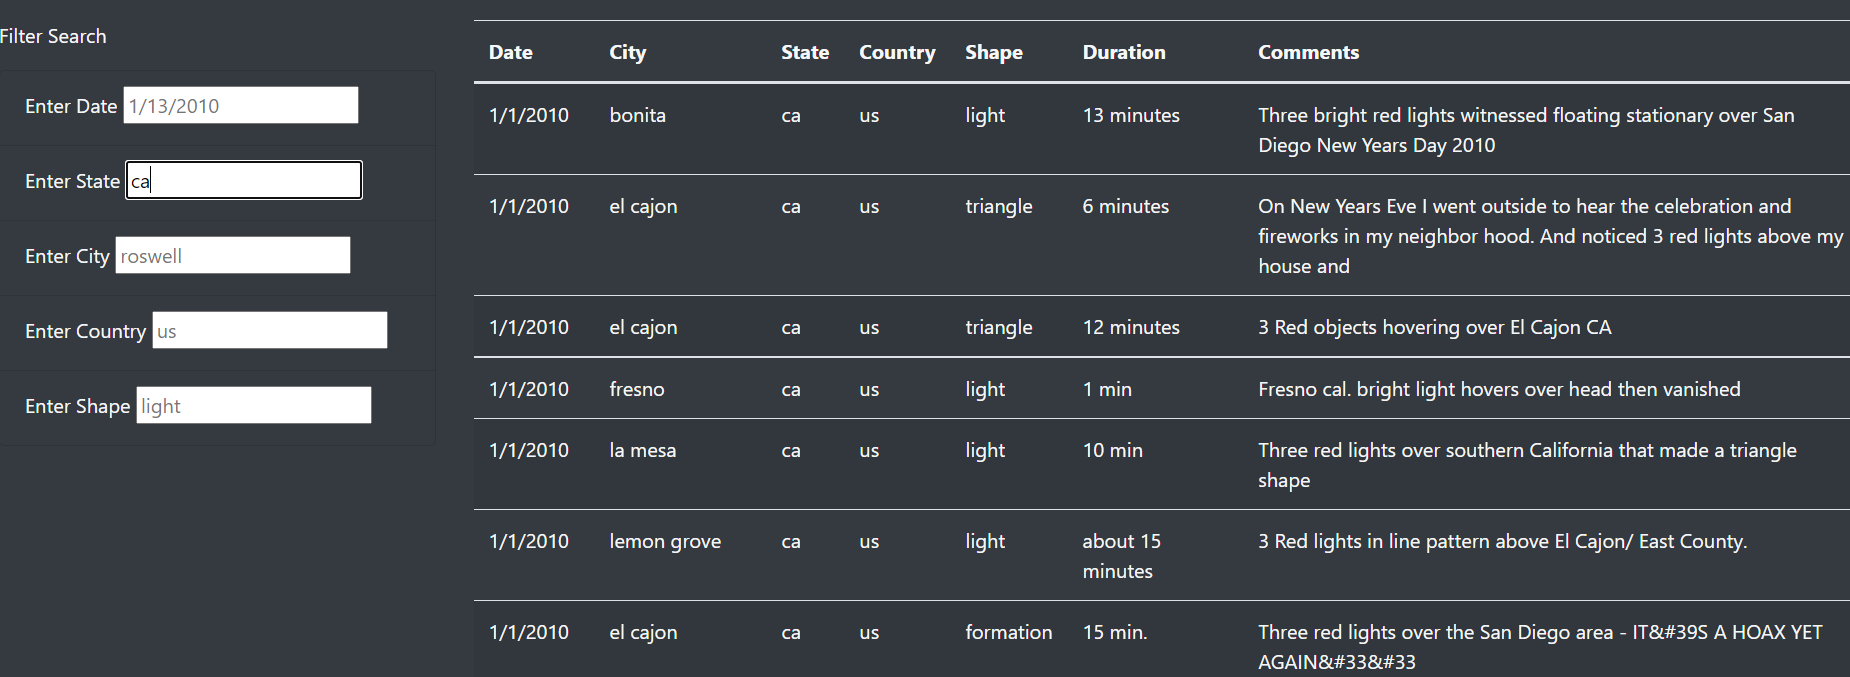 Filter Search
Enter Date 1/13/2010
Enter State ca
Enter City roswell
Enter Country us
Enter Shape light
Date City State Country Shape Duration Comments
1/1/2010 bonita ca us light 13 minutes Three bright red lights witnessed floating stationary over San
Diego New Years Day 2010
1/1/2010 el cajon ca us triangle 6 minutes On New Years Eve I went outside to hear the celebration and
fireworks in my neighbor hood. And noticed 3 red lights above my
house and
1/1/2010 el cajon ca us triangle 12 minutes 3 Red objects hovering over El Cajon CA
1/1/2010 fresno ca us light 1 min Fresno cal. bright light hovers over head then vanished
1/1/2010 la mesa ca us light 10 min Three red lights over southern California that made a triangle
shape
1/1/2010 lemon grove ca us light about 15 3 Red lights in line pattern above El Cajon/ East County.
minutes
1/1/2010 el cajon ca us formation 15 min. Three red lights over the San Diego area - IT&#39S A HOAX YET
AGAIN&#33&#33